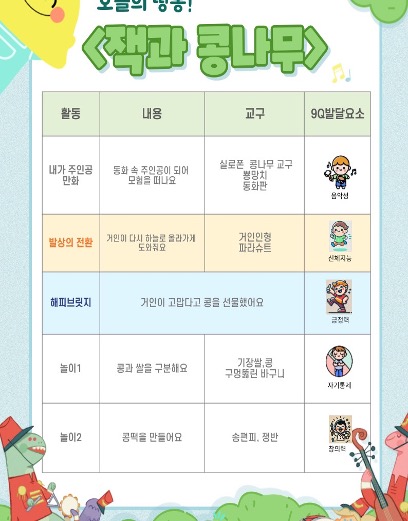 오늘의 땡콩!
<잭과 콩나무>
활동 내용 교구 9Q발달요소
내가 주인공
만화
동화 속 주인공이 되어
모험을 떠나요
실로폰 콩나무 교구
뿅망치
동화판
음악성
발상의 전환
거인이 다시 하늘로 올라가게
도와줘요
거인인형
파라슈트
신체지능
해피브릿지
거인이 고맙다고 콩을 선물했어요
긍정력
놀이1
콩과 쌀을 구분해요
기장쌀,콩
구멍뚫린 바구니
자기통제
놀이2
콩떡을 만들어요
송편피, 쟁반
창의력